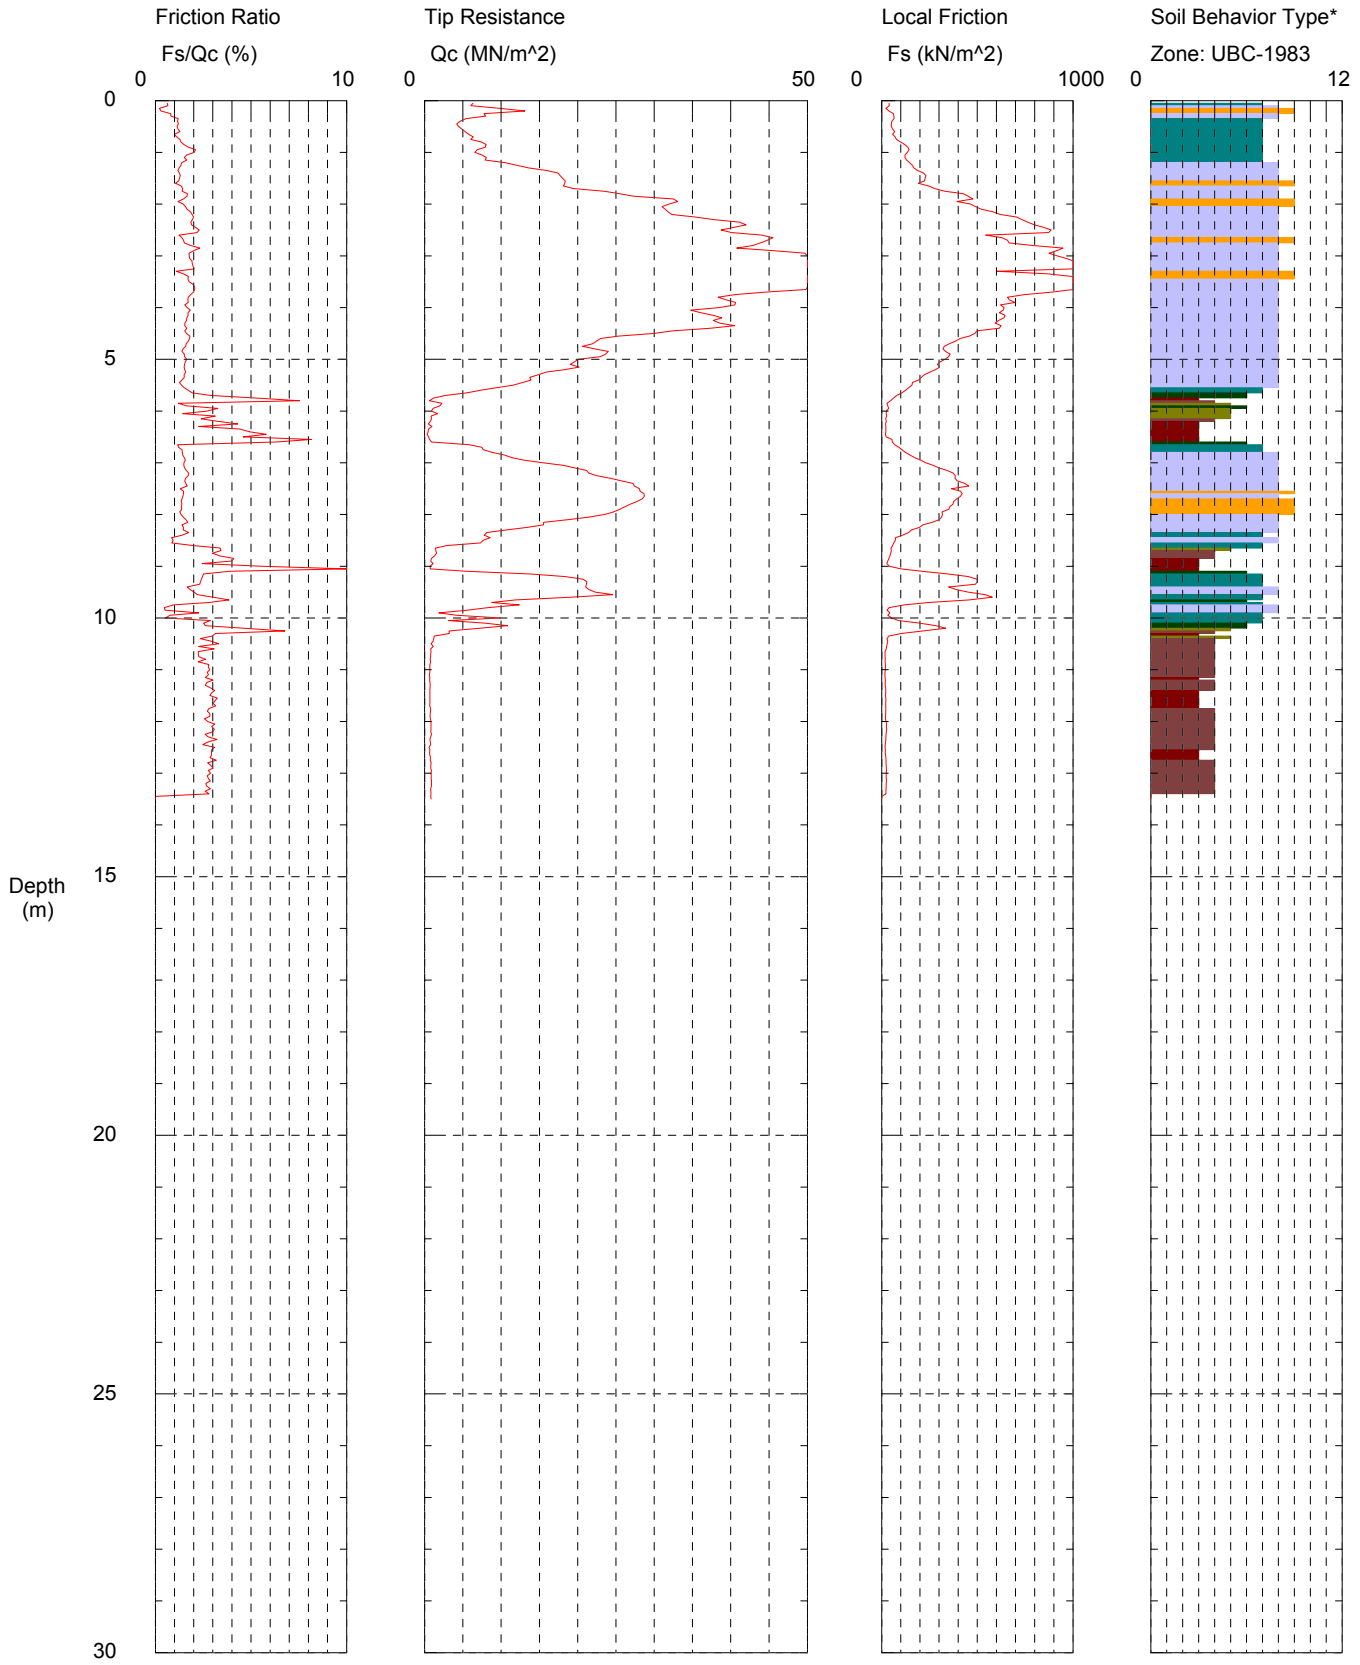 Friction Ratio
Tip Resistance
Local Friction
Soil Behavior Type*
Fs/Qc (%)
Qc (MN/m^2)
Fs (kN/m^2)
Zone: UBC-1983
0 10
0 50
0 1000
0 12
0
5
10
15
Depth
(m)
20
25
30